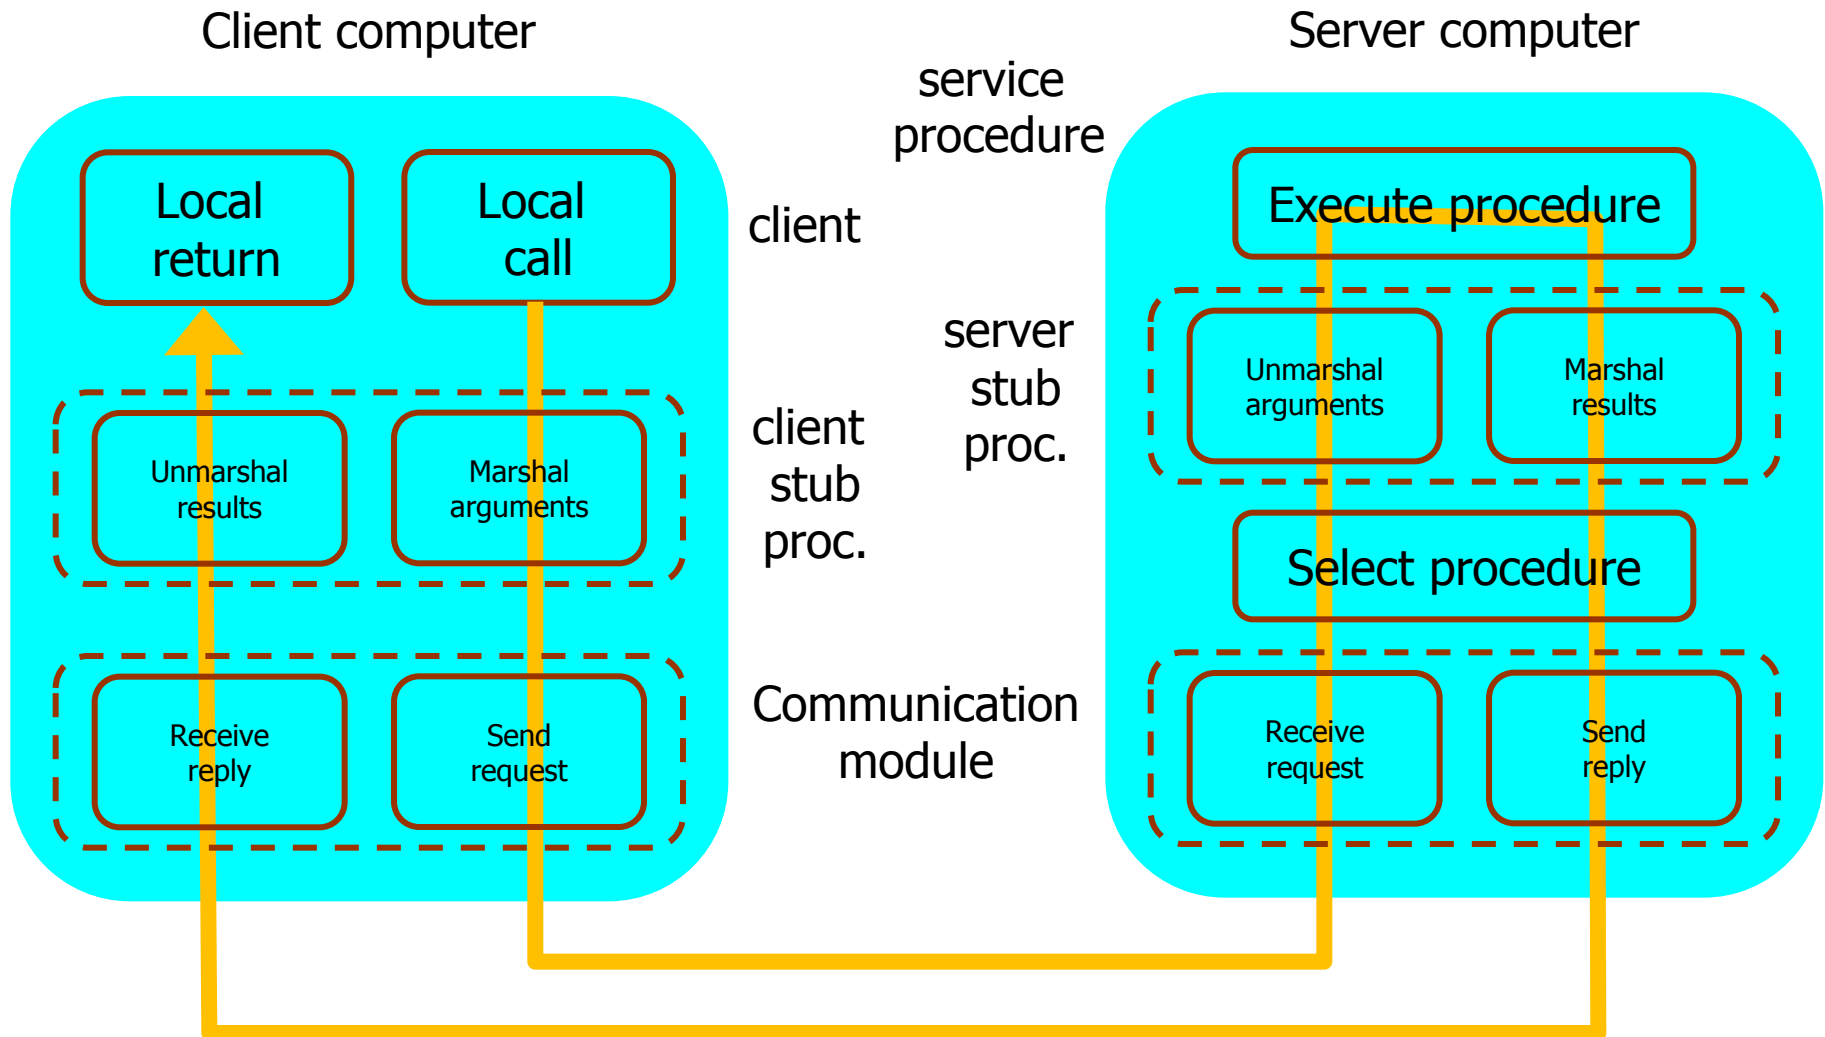 Client computer
Server computer
service
procedure
Local
return
Local
call
client
Execute procedure
server
stub
proc.
Unmarshal
arguments
Marshal
results
Unmarshal
results
Marshal
arguments
client
stub
proc.
Select procedure
Receive
reply
Send
request
Communication
module
Receive
request
Send
reply